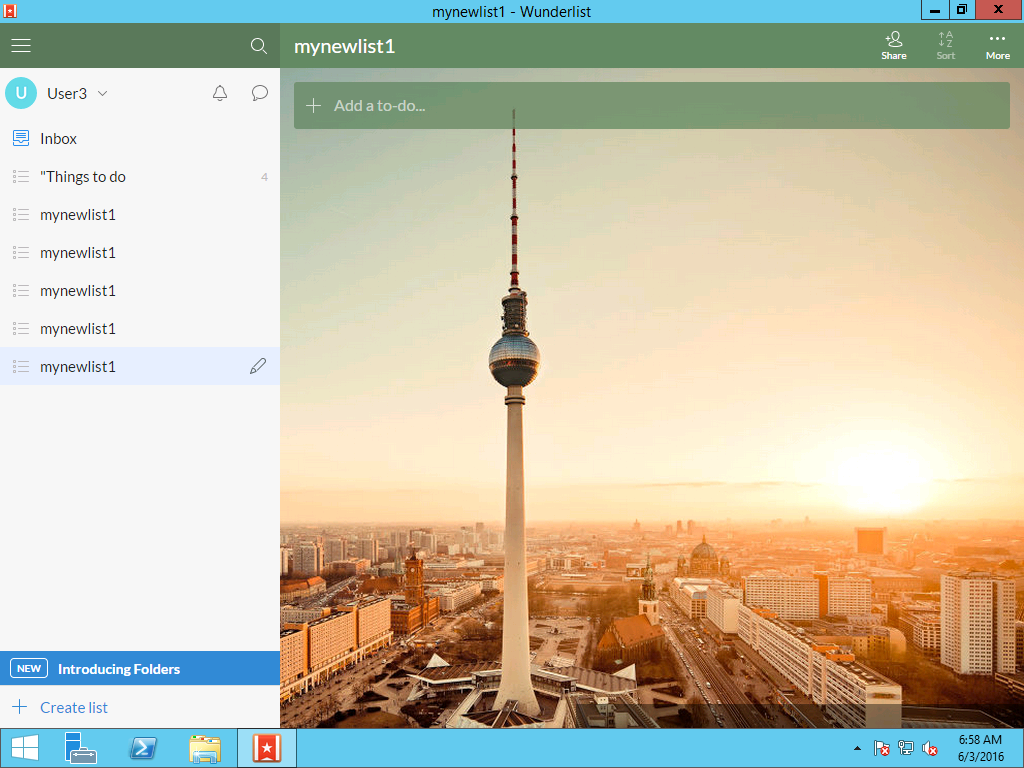 mynewlist1 - Wunderlist
mynewlist1
Share
Sort
More
U
User3
Add a to-do...
Inbox
"Things to do
4
mynewlist1
mynewlist1
mynewlist1
mynewlist1
mynewlist1
NEW
Introducing Folders
Create list
6:58 AM
6/3/2016